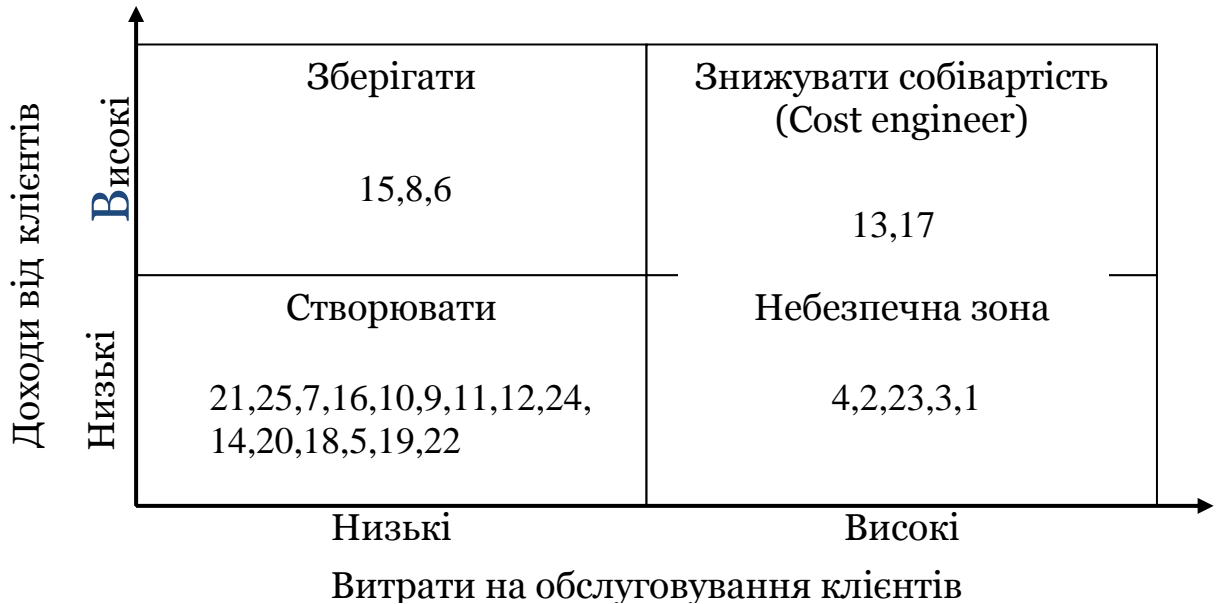 Доходи від клієнтів
Високі
Низькі
Зберігати
15,8,6
Знижувати собівартість
(Cost engineer)
13,17
Створювати
21,25,7,16,10,9,11,12,24,
14,20,18,5,19,22
Небезпечна зона
4,2,23,3,1
Низькі
Високі
Витрати на обслуговування клієнтів